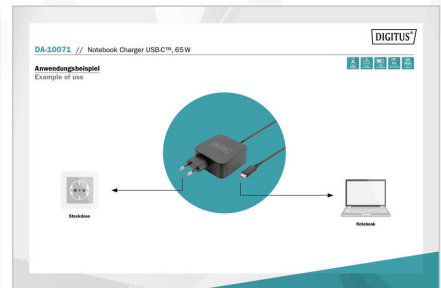 DIGITUS®
DA-10071 // Notebook Charger USB-C™, 65 W
Anwendungsbeispiel
Example of use
Steckdose
Notebook